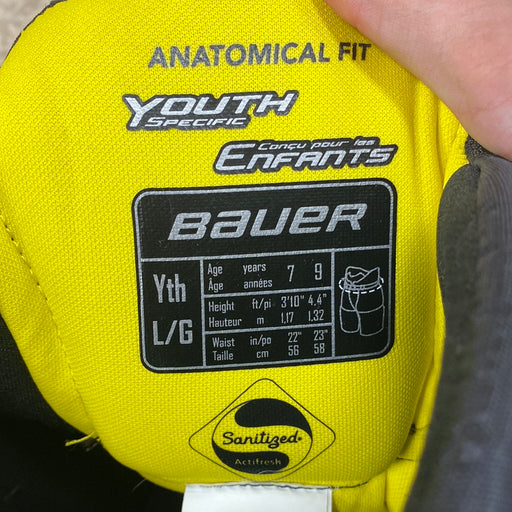 ANATOMICAL FIT
YOUTH
SPECIFIC
Conçu pour les
ENFANTS
BAUER
Yth
L/G
Age years 7 9
Âge années
Height ft/pi 3'10" 4.4"
Hauteur m 1.17 1.32
Waist in/po 22" 23"
Taille cm 56 58
Sanitized
Actifresh